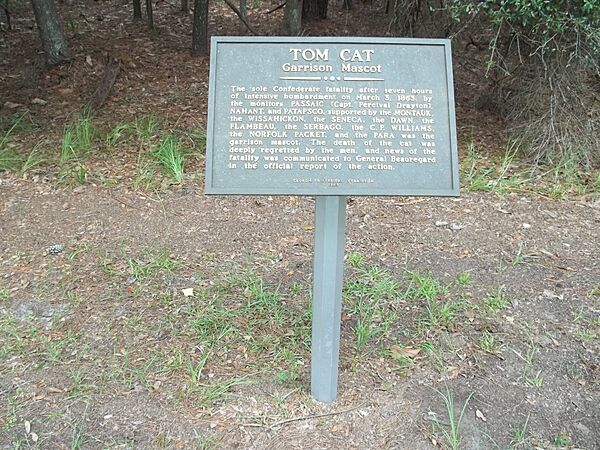 TOM CAT
Garrison Mascot
The sole Confederate fatality after seven hours
of intensive bombardment on March 3, 1863, by
the monitors PASSAIC (Capt. Percival Drayton),
NAHANT, and PATAPSCO, supported by the MONTAUK,
the WISSAHICKON, the SENECA, the DAWN, the
FLAMBEAU, the SERBAGO, the C.P. WILLIAMS,
the NORFOLK PACKET, and the PARA was the
garrison mascot. The death of the cat was
deeply regretted by the men, and news of the
fatality was communicated to General Beauregard
in the official report of the action.
GEORGIA HISTORICAL COMMISSION